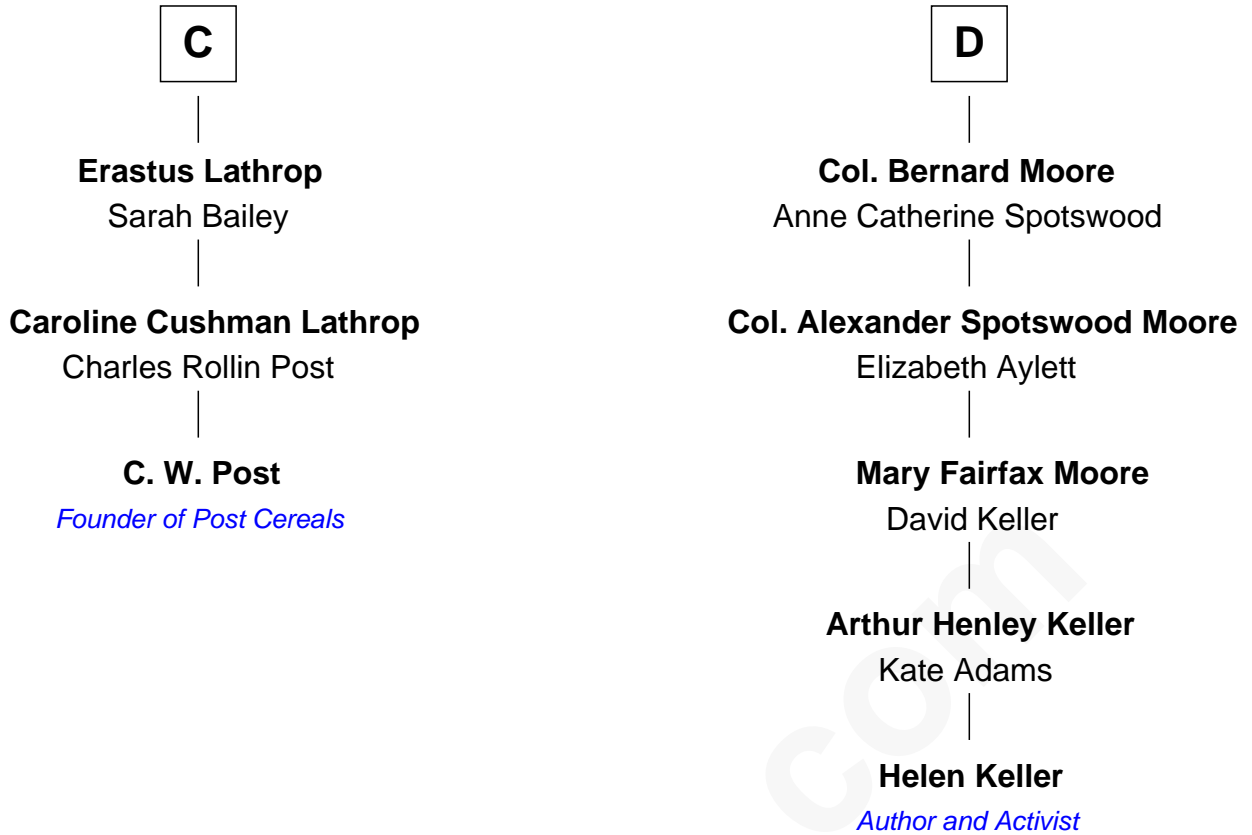 C
Erastus Lathrop
Sarah Bailey
Caroline Cushman Lathrop
Charles Rollin Post
C. W. Post
Founder of Post Cereals
D
Col. Bernard Moore
Anne Catherine Spotswood
Col. Alexander Spotswood Moore
Elizabeth Aylett
Mary Fairfax Moore
David Keller
Arthur Henley Keller
Kate Adams
Helen Keller
Author and Activist
com